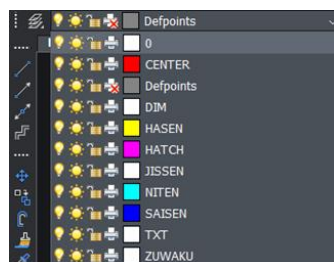 Defpoints
0
CENTER
Defpoints
DIM
HASEN
HATCH
JISSEN
NITEN
SAISEN
TXT
ZUWAKU